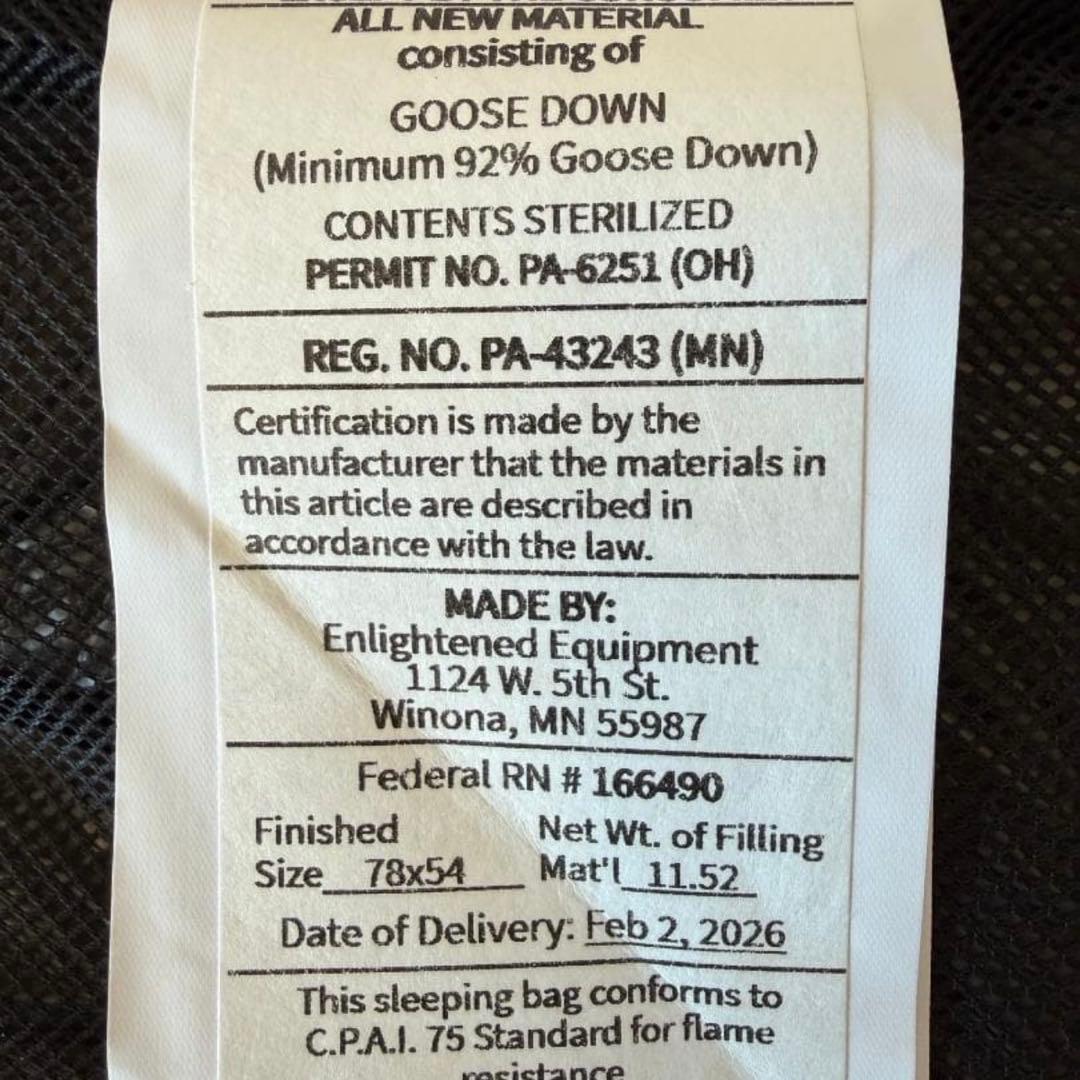 ALL NEW MATERIAL
consisting of
GOOSE DOWN
(Minimum 92% Goose Down)
CONTENTS STERILIZED
PERMIT NO. PA-6251 (OH)
REG. NO. PA-43243 (MN)
Certification is made by the
manufacturer that the materials in
this article are described in
accordance with the law.
MADE BY:
Enlightened Equipment
1124 W. 5th St.
Winona, MN 55987
Federal RN # 166490
Finished Net Wt. of Filling
Size 78x54 Mat'l 11.52
Date of Delivery: Feb 2, 2026
This sleeping bag conforms to
C.P.A.I. 75 Standard for flame
resistance